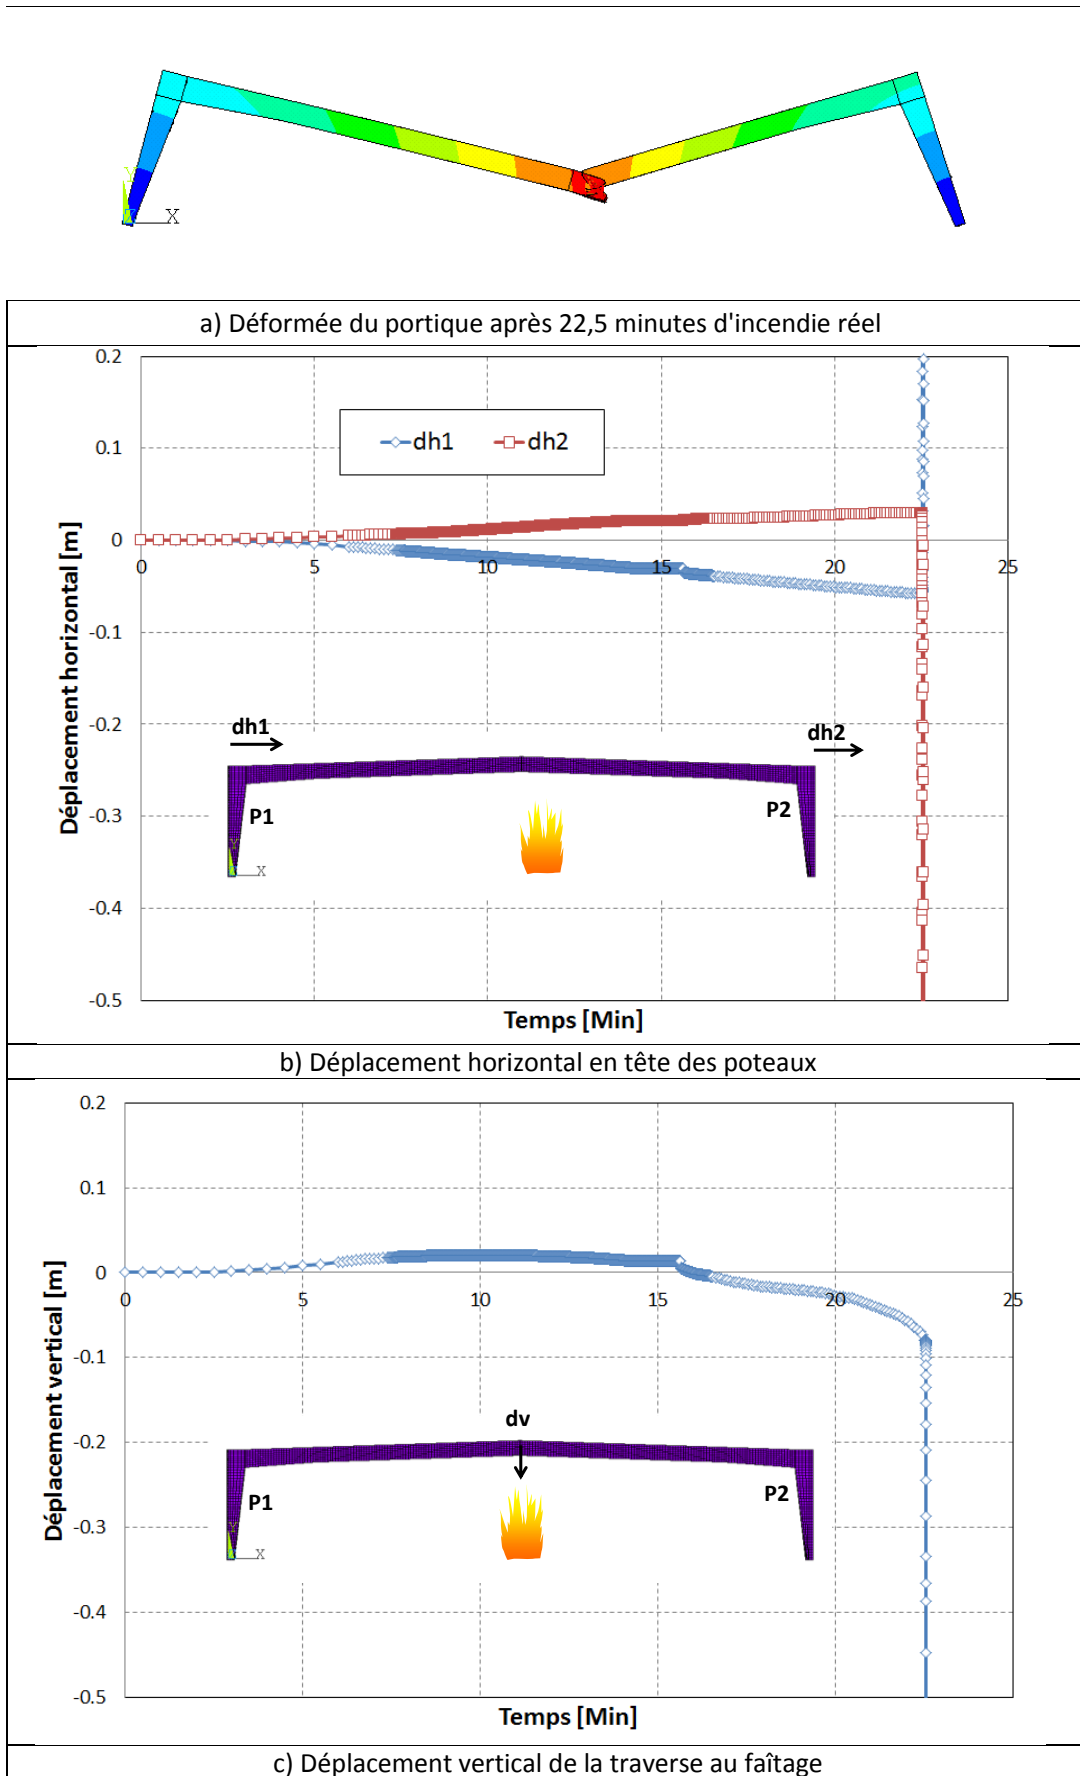 Y
X
a) Déformée du portique après 22,5 minutes d'incendie réel
Déplacement horizontal [m]
0.2
0.1
0
-0.1
-0.2
-0.3
-0.4
-0.5
dh1 dh2
0 5 10 15 20 25
dh1 dh2
P1 P2
Y
X
Temps [Min]
b) Déplacement horizontal en tête des poteaux
Déplacement vertical [m]
0.2
0.1
0
-0.1
-0.2
-0.3
-0.4
-0.5
0 5 10 15 20 25
dv
P1 P2
Y
X
Temps [Min]
c) Déplacement vertical de la traverse au faîtage